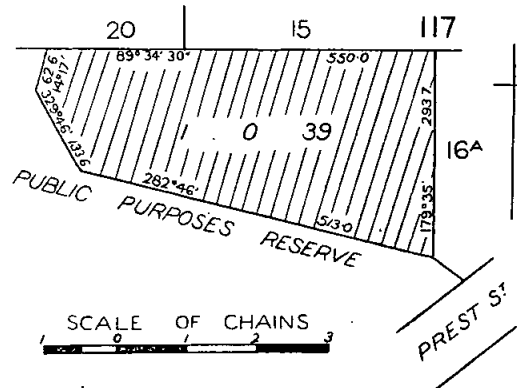 20 15 117
89° 34' 30" 550·0
62·6
14°17'
329°46' 133·6
1 0 39
293·7
179°35'
16A
282°46' 513·0
PUBLIC PURPOSES RESERVE
PREST ST
SCALE OF CHAINS
1 0 1 2 3